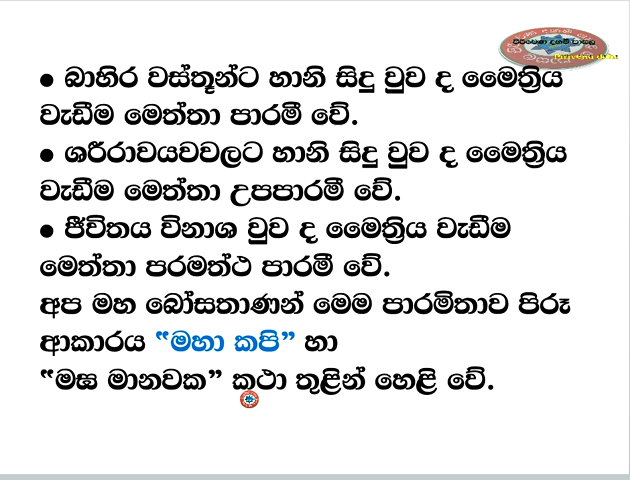 ● බාහිර වස්තූන්ට හානි සිදු වුව ද මෛත්‍රිය
වැඩීම මෙත්තා පාරමී වේ.
● ශරීරාවයවවලට හානි සිදු වුව ද මෛත්‍රිය
වැඩීම මෙත්තා උපපාරමී වේ.
● ජීවිතය විනාශ වුව ද මෛත්‍රිය වැඩීම
මෙත්තා පරමත්ථ පාරමී වේ.
අප මහ බෝසතාණන් මෙම පාරමිතාව පිරූ
ආකාරය “මහා කපි” හා
“මඝ මානවක” කථා තුළින් හෙළි වේ.